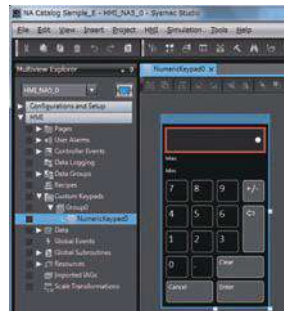 NA Catalog Sample_E - HMI_NA5_0 - Sysmac Studio
File Edit View Insert Project HMI Simulation Tools Help
Multiview Explorer
NumericKeypad0 x
HMI_NA5_0
Configurations and Setup
HMI
Pages
User Alarms
Controller Events
Data Logging
Data Groups
Recipes
Custom Keypads
Group0
NumericKeypad0
Data
Global Events
Global Subroutines
Resources
Imported IAGs
Scale Transformations
Max
Min
7 8 9 +/-
4 5 6
1 2 3
0 . Clear
Cancel Enter